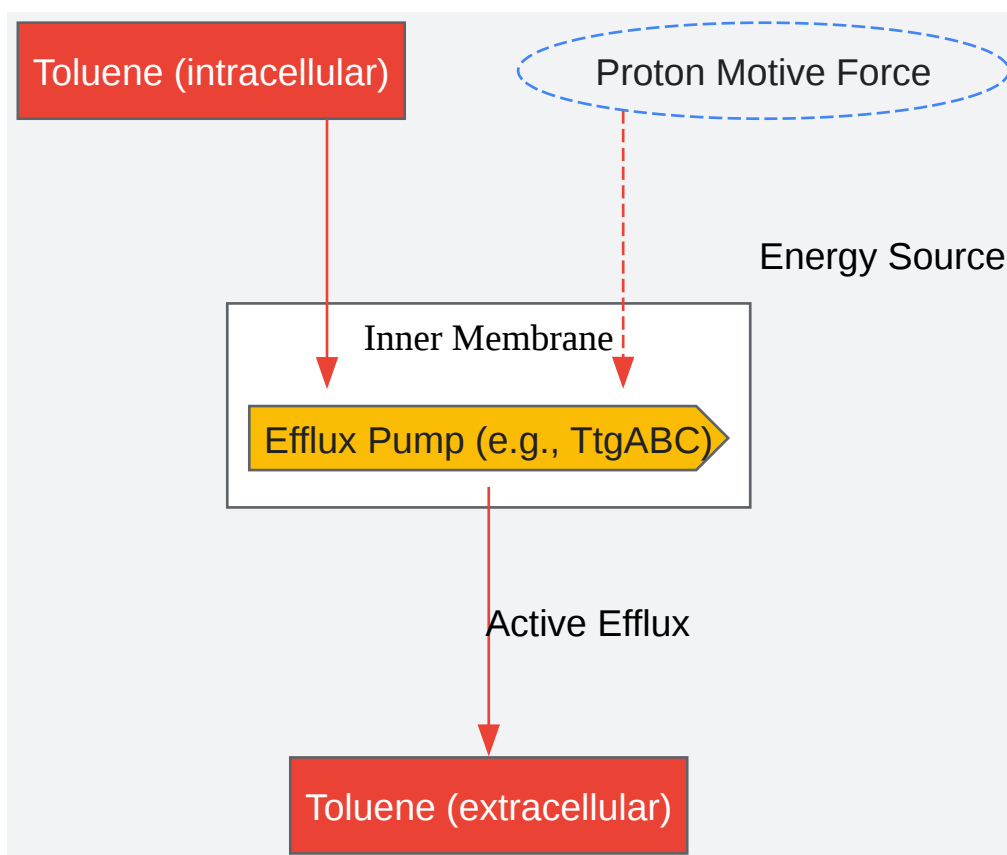 Toluene (intracellular)
Proton Motive Force
Energy Source
Inner Membrane
Efflux Pump (e.g., TtgABC)
Active Efflux
Toluene (extracellular)